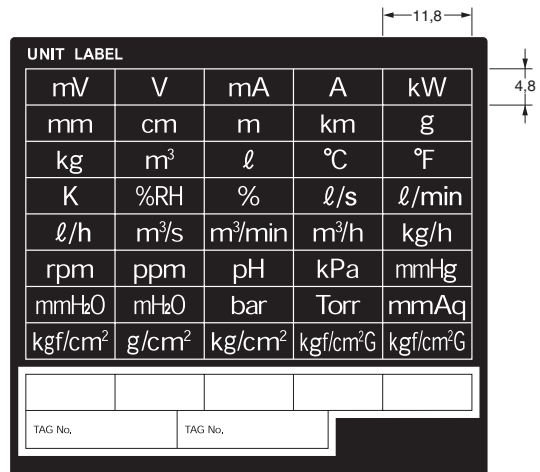 11,8
UNIT LABEL
4,8
mV V mA A kW
mm cm m km g
kg m³ ℓ °C °F
K %RH % ℓ/s ℓ/min
ℓ/h m³/s m³/min m³/h kg/h
rpm ppm pH kPa mmHg
mmH₂O mH₂O bar Torr mmAq
kgf/cm² g/cm² kg/cm² kgf/cm²G kgf/cm²G
TAG No. TAG No.